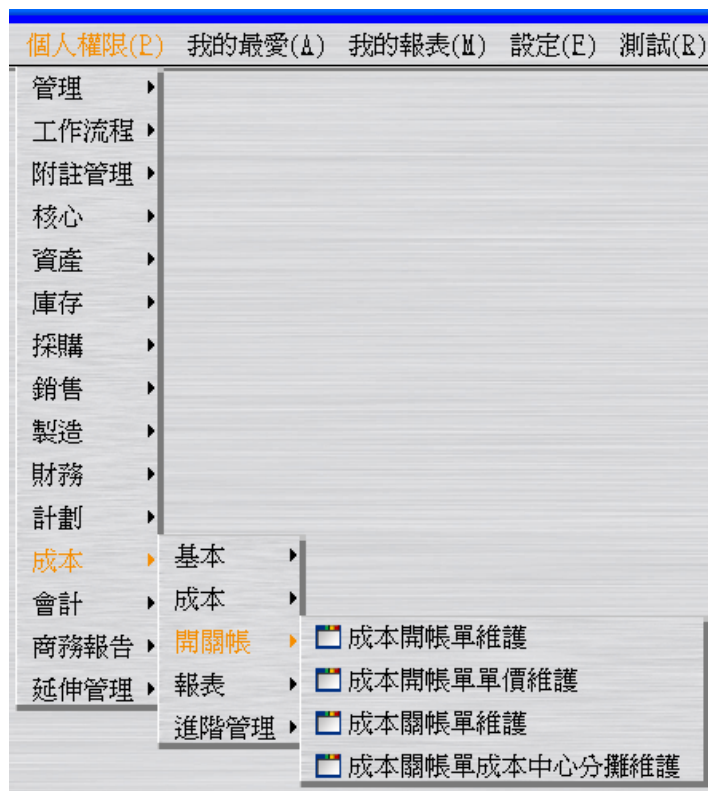 個人權限(P) 我的最愛(A) 我的報表(M) 設定(E) 測試(R)
管理
工作流程
附註管理
核心
資產
庫存
採購
銷售
製造
財務
計劃
成本
會計
商務報告
延伸管理
基本
成本
開關帳
報表
進階管理
成本開帳單維護
成本開帳單單價維護
成本關帳單維護
成本關帳單成本中心分攤維護